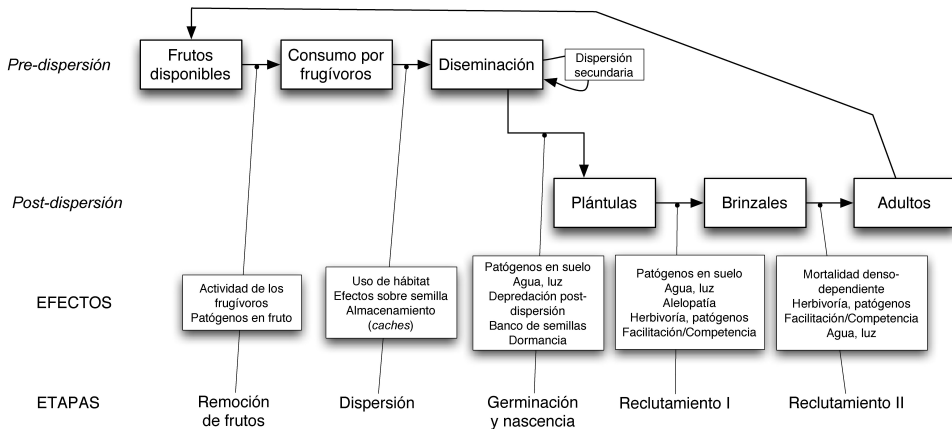 Pre-dispersión
Frutos
disponibles
Consumo por
frugívoros
Diseminación
Dispersión
secundaria
Post-dispersión
Plántulas
Brinzales
Adultos
EFECTOS
Actividad de los
frugívoros
Patógenos en fruto
Uso de hábitat
Efectos sobre semilla
Almacenamiento
(caches)
Patógenos en suelo
Agua, luz
Depredación post-
dispersión
Banco de semillas
Dormancia
Patógenos en suelo
Agua, luz
Alelopatía
Herbivoría, patógenos
Facilitación/Competencia
Mortalidad denso-
dependiente
Herbivoría, patógenos
Facilitación/Competencia
Agua, luz
ETAPAS
Remoción
de frutos
Dispersión
Germinación
y nascencia
Reclutamiento I
Reclutamiento II